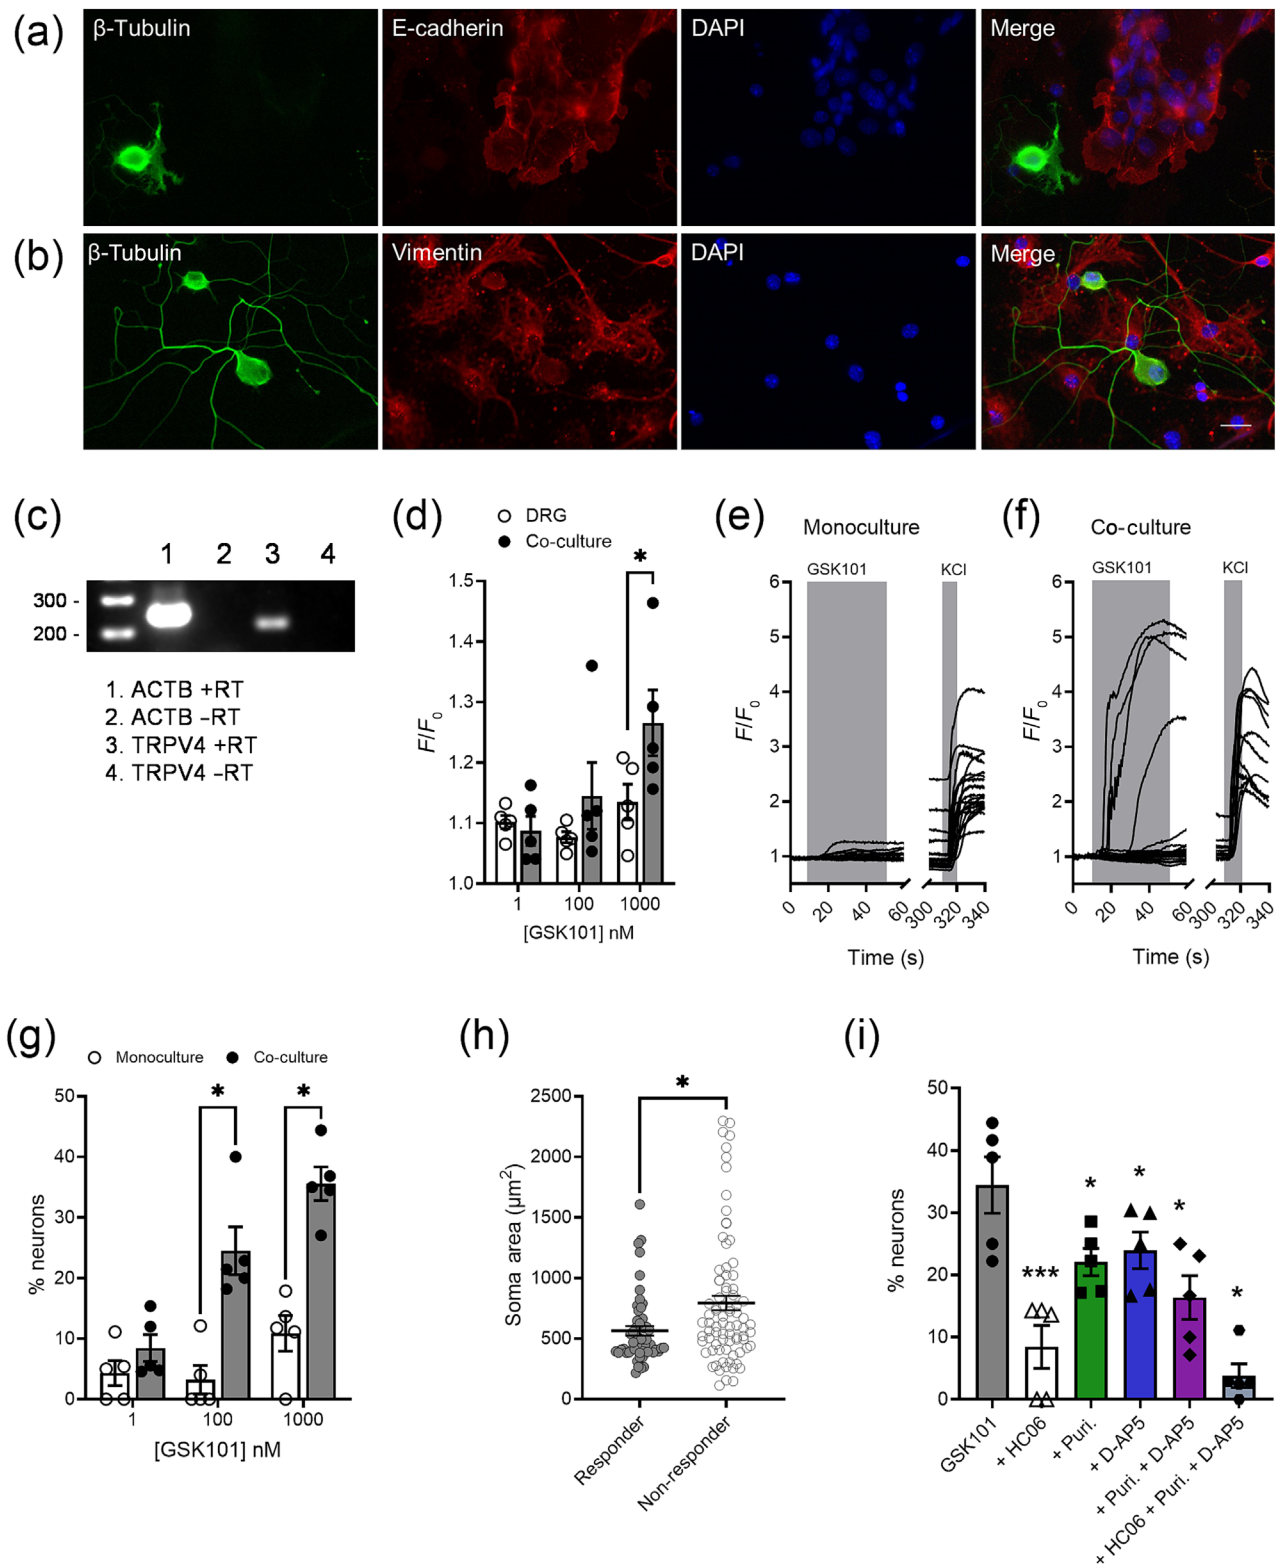 (a)
β-Tubulin
E-cadherin
DAPI
Merge
(b)
β-Tubulin
Vimentin
DAPI
Merge
(c)
1 2 3 4
300 -
200 -
1. ACTB +RT
2. ACTB –RT
3. TRPV4 +RT
4. TRPV4 –RT
(d)
DRG
Co-culture
*
F/F0
1.5
1.4
1.3
1.2
1.1
1.0
1 100 1000
[GSK101] nM
(e)
Monoculture
GSK101
KCl
F/F0
6
5
4
3
2
1
0 20 40 60 300 320 340
Time (s)
(f)
Co-culture
GSK101
KCl
F/F0
6
5
4
3
2
1
0 20 40 60 300 320 340
Time (s)
(g)
Monoculture
Co-culture
* *
% neurons
50
40
30
20
10
0
1 100 1000
[GSK101] nM
(h)
*
Soma area (µm2)
2500
2000
1500
1000
500
0
Responder
Non-responder
(i)
% neurons
50
40
30
20
10
0
*** * * * *
GSK101
+ HC06
+ Puri.
+ D-AP5
+ Puri. + D-AP5
+ HC06 + Puri. + D-AP5